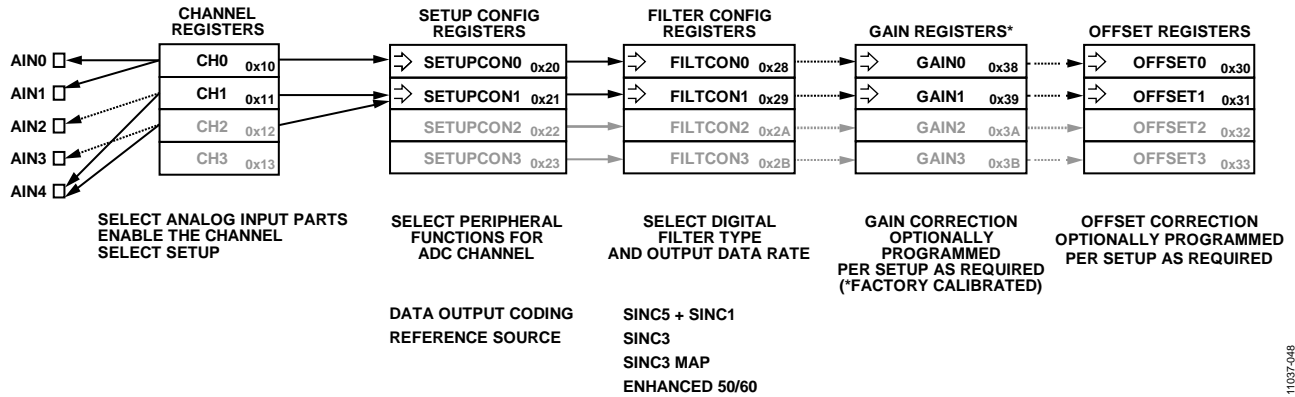 CHANNEL
REGISTERS
SETUP CONFIG
REGISTERS
FILTER CONFIG
REGISTERS
GAIN REGISTERS*
OFFSET REGISTERS
AIN0
AIN1
AIN2
AIN3
AIN4
CH0 0x10
CH1 0x11
CH2 0x12
CH3 0x13
SETUPCON0 0x20
SETUPCON1 0x21
SETUPCON2 0x22
SETUPCON3 0x23
FILTCON0 0x28
FILTCON1 0x29
FILTCON2 0x2A
FILTCON3 0x2B
GAIN0 0x38
GAIN1 0x39
GAIN2 0x3A
GAIN3 0x3B
OFFSET0 0x30
OFFSET1 0x31
OFFSET2 0x32
OFFSET3 0x33
SELECT ANALOG INPUT PARTS
ENABLE THE CHANNEL
SELECT SETUP
SELECT PERIPHERAL
FUNCTIONS FOR
ADC CHANNEL
SELECT DIGITAL
FILTER TYPE
AND OUTPUT DATA RATE
GAIN CORRECTION
OPTIONALLY
PROGRAMMED
PER SETUP AS REQUIRED
(*FACTORY CALIBRATED)
OFFSET CORRECTION
OPTIONALLY PROGRAMMED
PER SETUP AS REQUIRED
DATA OUTPUT CODING
REFERENCE SOURCE
SINC5 + SINC1
SINC3
SINC3 MAP
ENHANCED 50/60
11037-048